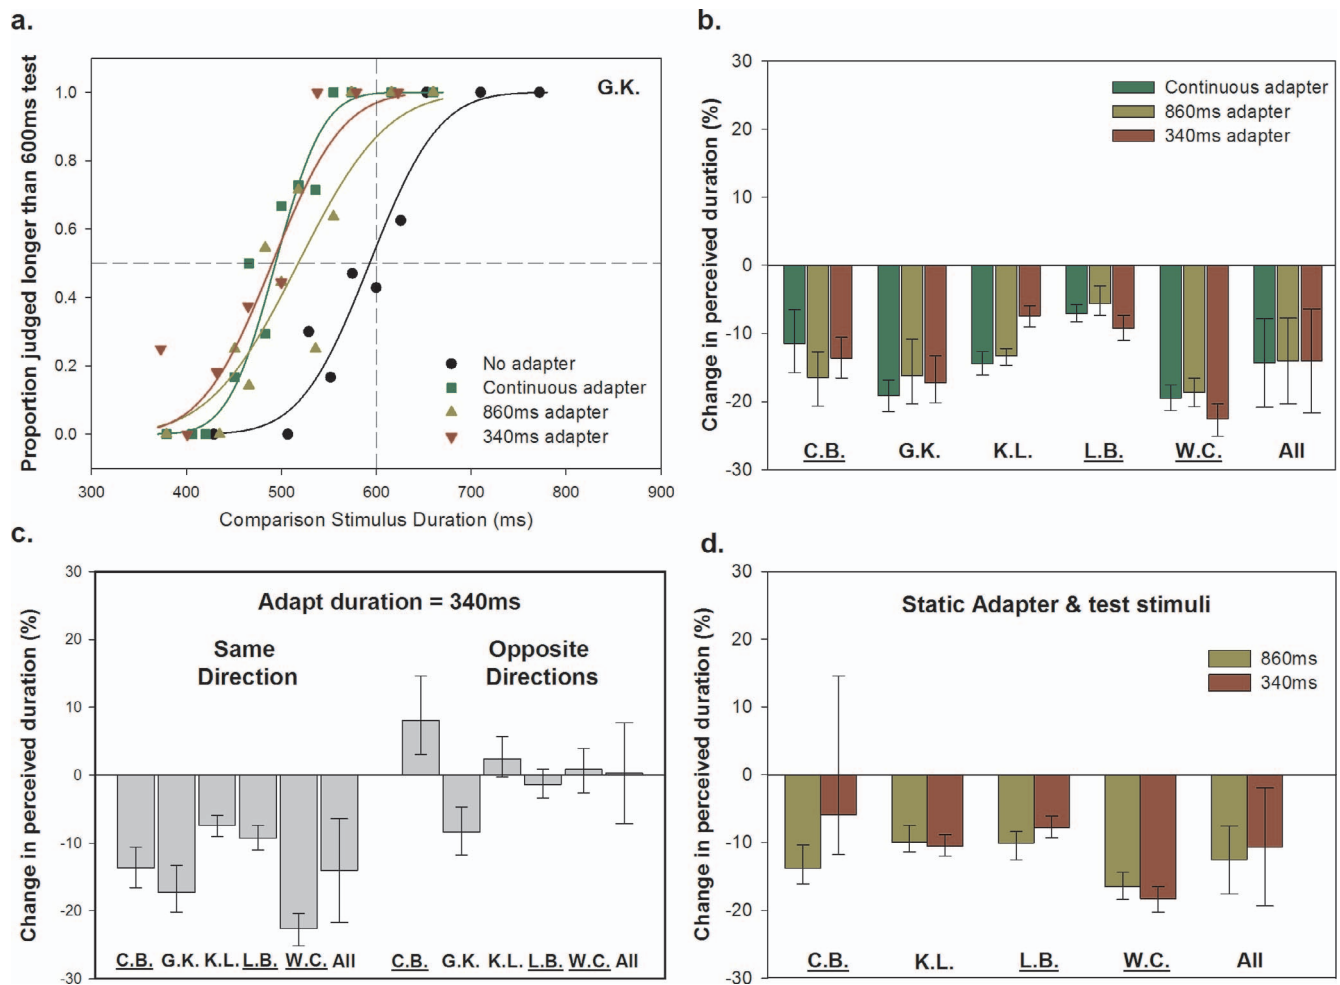 a.
Proportion judged longer than 600ms test
1.0
0.8
0.6
0.4
0.2
0.0
G.K.
No adapter
Continuous adapter
860ms adapter
340ms adapter
300 400 500 600 700 800 900
Comparison Stimulus Duration (ms)
b.
Change in perceived duration (%)
30
20
10
0
-10
-20
-30
Continuous adapter
860ms adapter
340ms adapter
C.B. G.K. K.L. L.B. W.C. All
c.
Change in perceived duration (%)
30
20
10
0
-10
-20
-30
Adapt duration = 340ms
Same
Direction
Opposite
Directions
C.B. G.K. K.L. L.B. W.C. All C.B. G.K. K.L. L.B. W.C. All
d.
Change in perceived duration (%)
30
20
10
0
-10
-20
-30
Static Adapter & test stimuli
860ms
340ms
C.B. K.L. L.B. W.C. All